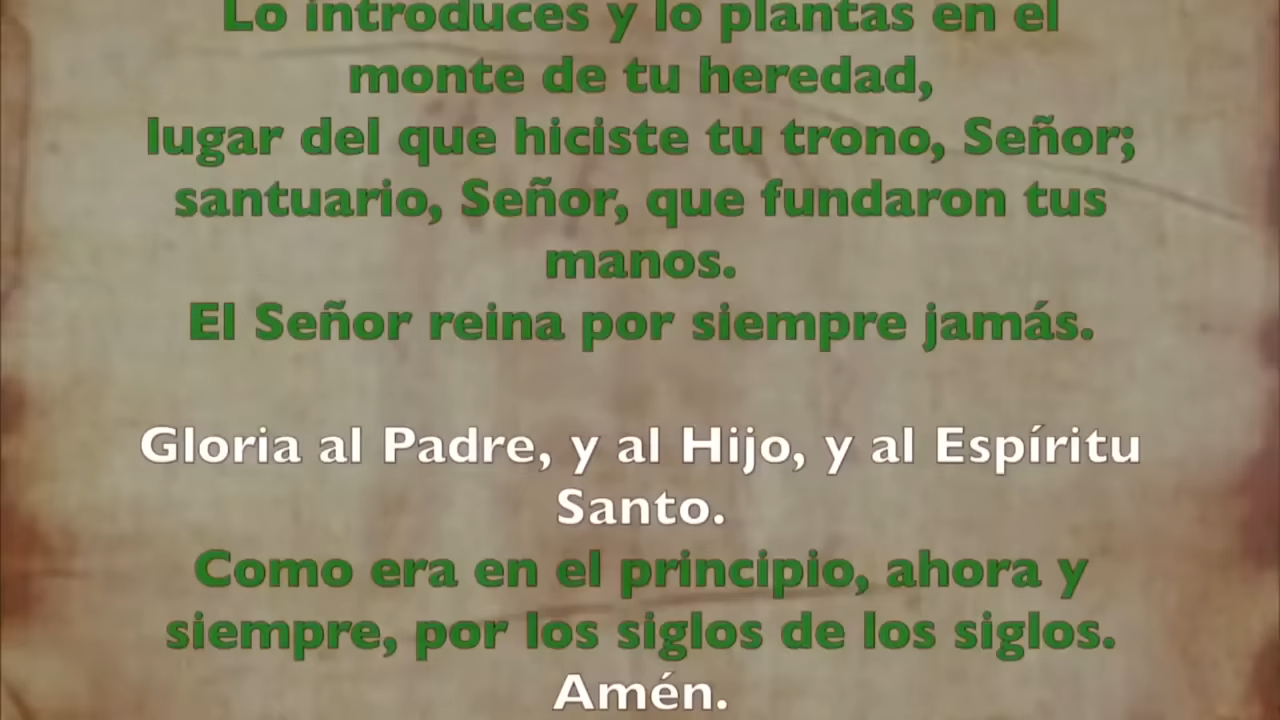 Lo introduces y lo plantas en el
monte de tu heredad,
lugar del que hiciste tu trono, Señor;
santuario, Señor, que fundaron tus
manos.
El Señor reina por siempre jamás.
Gloria al Padre, y al Hijo, y al Espíritu
Santo.
Como era en el principio, ahora y
siempre, por los siglos de los siglos.
Amén.